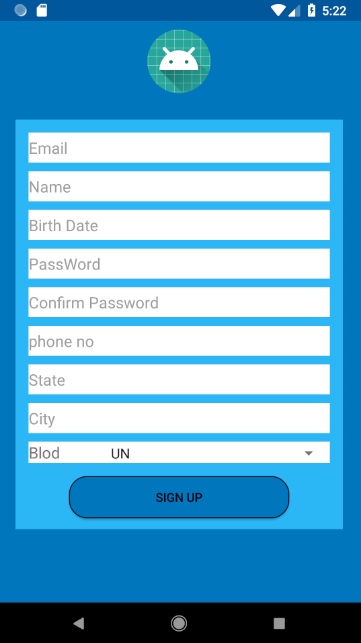 5:22
Email
Name
Birth Date
PassWord
Confirm Password
phone no
State
City
Blod UN
SIGN UP